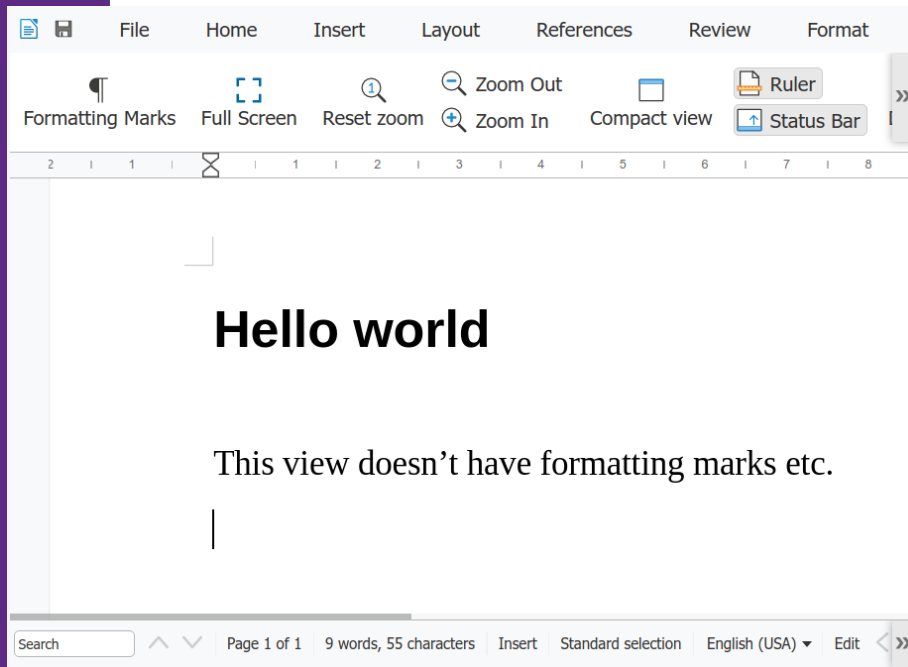 File Home Insert Layout References Review Format
Formatting Marks Full Screen Reset zoom Zoom Out Zoom In Compact view Ruler Status Bar
2 1 1 2 3 4 5 6 7 8
Hello world
This view doesn’t have formatting marks etc.
Search Page 1 of 1 9 words, 55 characters Insert Standard selection English (USA) Edit